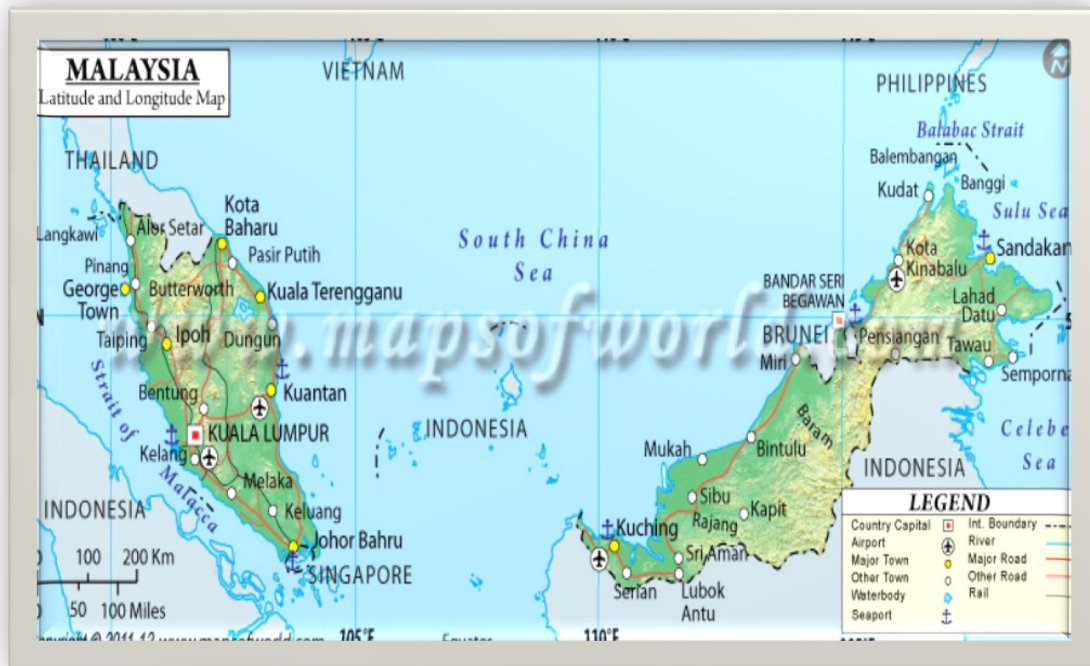 MALAYSIA
Latitude and Longitude Map
VIETNAM
PHILIPPINES
N
Balabac Strait
THAILAND
Balembangan
Kudat
Banggi
Kota
Baharu
Langkawi
Alor Setar
Pasir Putih
Sulu Sea
South China
Sea
Kota
Kinabalu
Sandakan
Pinang
George
Town
Butterworth
Kuala Terengganu
BANDAR SERI
BEGAWAN
Lahad
Datu
www.mapsofworld.com
Taiping
Ipoh
Dungun
BRUNEI
Pensiangan
Tawau
Miri
Semporna
Strait of
Malacca
Bentung
Kuantan
Baram
KUALA LUMPUR
INDONESIA
Celebe
Sea
Kelang
Mukah
Bintulu
INDONESIA
Melaka
Sibu
Kapit
Rajang
INDONESIA
Keluang
Kuching
Johor Bahru
Sri Aman
SINGAPORE
Serian
Lubok
Antu
LEGEND
Country Capital
Int. Boundary
Airport
River
Major Town
Major Road
Other Town
Other Road
Waterbody
Rail
Seaport
100 200 Km
50 100 Miles
105°E
110°E